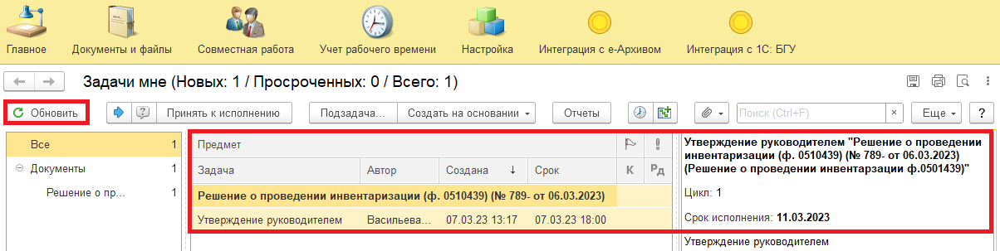 Главное
Документы и файлы
Совместная работа
Учет рабочего времени
Настройка
Интеграция с е-Архивом
Интеграция с 1С: БГУ
Задачи мне (Новых: 1 / Просроченных: 0 / Всего: 1)
Обновить
Принять к исполнению
Подзадача...
Создать на основании
Отчеты
Поиск (Ctrl+F)
×
Еще
?
Все 1
Документы 1
Решение о пр... 1
Предмет
Задача Автор Создана ↓ Срок К Рд
Решение о проведении инвентаризации (ф. 0510439) (№ 789- от 06.03.2023)
Утверждение руководителем Васильева... 07.03.23 13:17 07.03.23 18:00
Утверждение руководителем "Решение о проведении
инвентаризации (ф. 0510439) (№ 789- от 06.03.2023)
(Решение о проведении инвентарзации ф.0501439)"
Цикл: 1
Срок исполнения: 11.03.2023
Утверждение руководителем